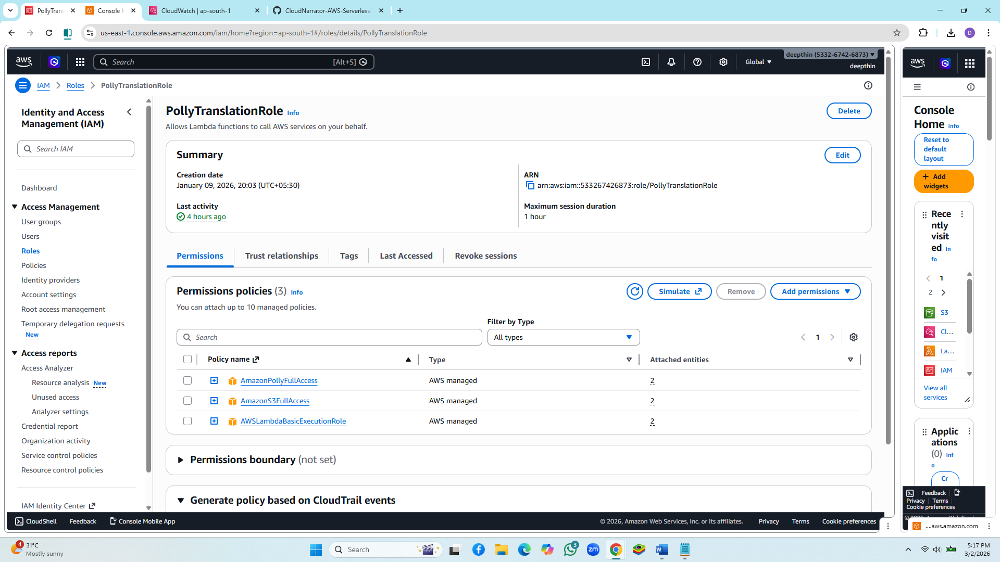 PollyTrans
Console H
CloudWatch | ap-south-1
CloudNarrator-AWS-Serverless-
us-east-1.console.aws.amazon.com/iam/home?region=ap-south-1#/roles/details/PollyTranslationRole
D
aws
Search
[Alt+S]
Global
deepthin (5332-6742-6873)
deepthin
IAM
Roles
PollyTranslationRole
Identity and Access
Management (IAM)
Search IAM
Dashboard
Access Management
User groups
Users
Roles
Policies
Identity providers
Account settings
Root access management
Temporary delegation requests
New
Access reports
Access Analyzer
Resource analysis New
Unused access
Analyzer settings
Credential report
Organization activity
Service control policies
Resource control policies
IAM Identity Center
PollyTranslationRole Info
Delete
Allows Lambda functions to call AWS services on your behalf.
Summary
Edit
Creation date
January 09, 2026, 20:03 (UTC+05:30)
ARN
arn:aws:iam::533267426873:role/PollyTranslationRole
Last activity
4 hours ago
Maximum session duration
1 hour
Permissions
Trust relationships
Tags
Last Accessed
Revoke sessions
Permissions policies (3) Info
Simulate
Remove
Add permissions
You can attach up to 10 managed policies.
Filter by Type
Search
All types
1
Policy name
Type
Attached entities
AmazonPollyFullAccess AWS managed 2
AmazonS3FullAccess AWS managed 2
AWSLambdaBasicExecutionRole AWS managed 2
Permissions boundary (not set)
Generate policy based on CloudTrail events
CloudShell
Feedback
Console Mobile App
© 2026, Amazon Web Services, Inc. or its affiliates.
Privacy
Terms
Cookie preferences
aws
Console
Home Info
Reset to
default
layout
Add
widgets
Rece
ntly
visit
ed In
fo
1
2
S3
Cl...
La...
IAM
View all
services
Applic
ations
(0) Inf
o
Cr
Feedback
Privacy Terms
Cookie preferences
© 2026, Amazon Web Services
....aws.amazon.com
4
31°C
Mostly sunny
Search
3
zm
5:17 PM
3/2/2026